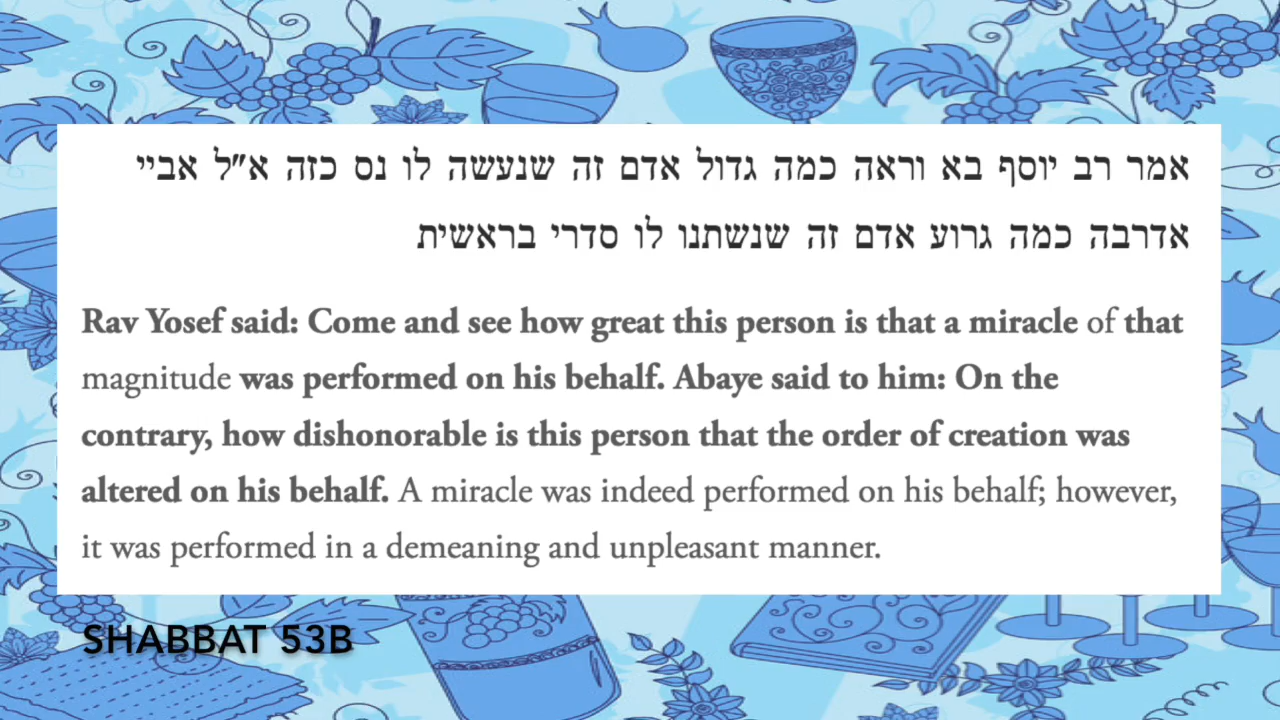 אמר רב יוסף בא וראה כמה גדול אדם זה שנעשה לו נס כזה א"ל אביי
אדרבה כמה גרוע אדם זה שנשתנו לו סדרי בראשית
Rav Yosef said: Come and see how great this person is that a miracle of that
magnitude was performed on his behalf. Abaye said to him: On the
contrary, how dishonorable is this person that the order of creation was
altered on his behalf. A miracle was indeed performed on his behalf; however,
it was performed in a demeaning and unpleasant manner.
SHABBAT 53B